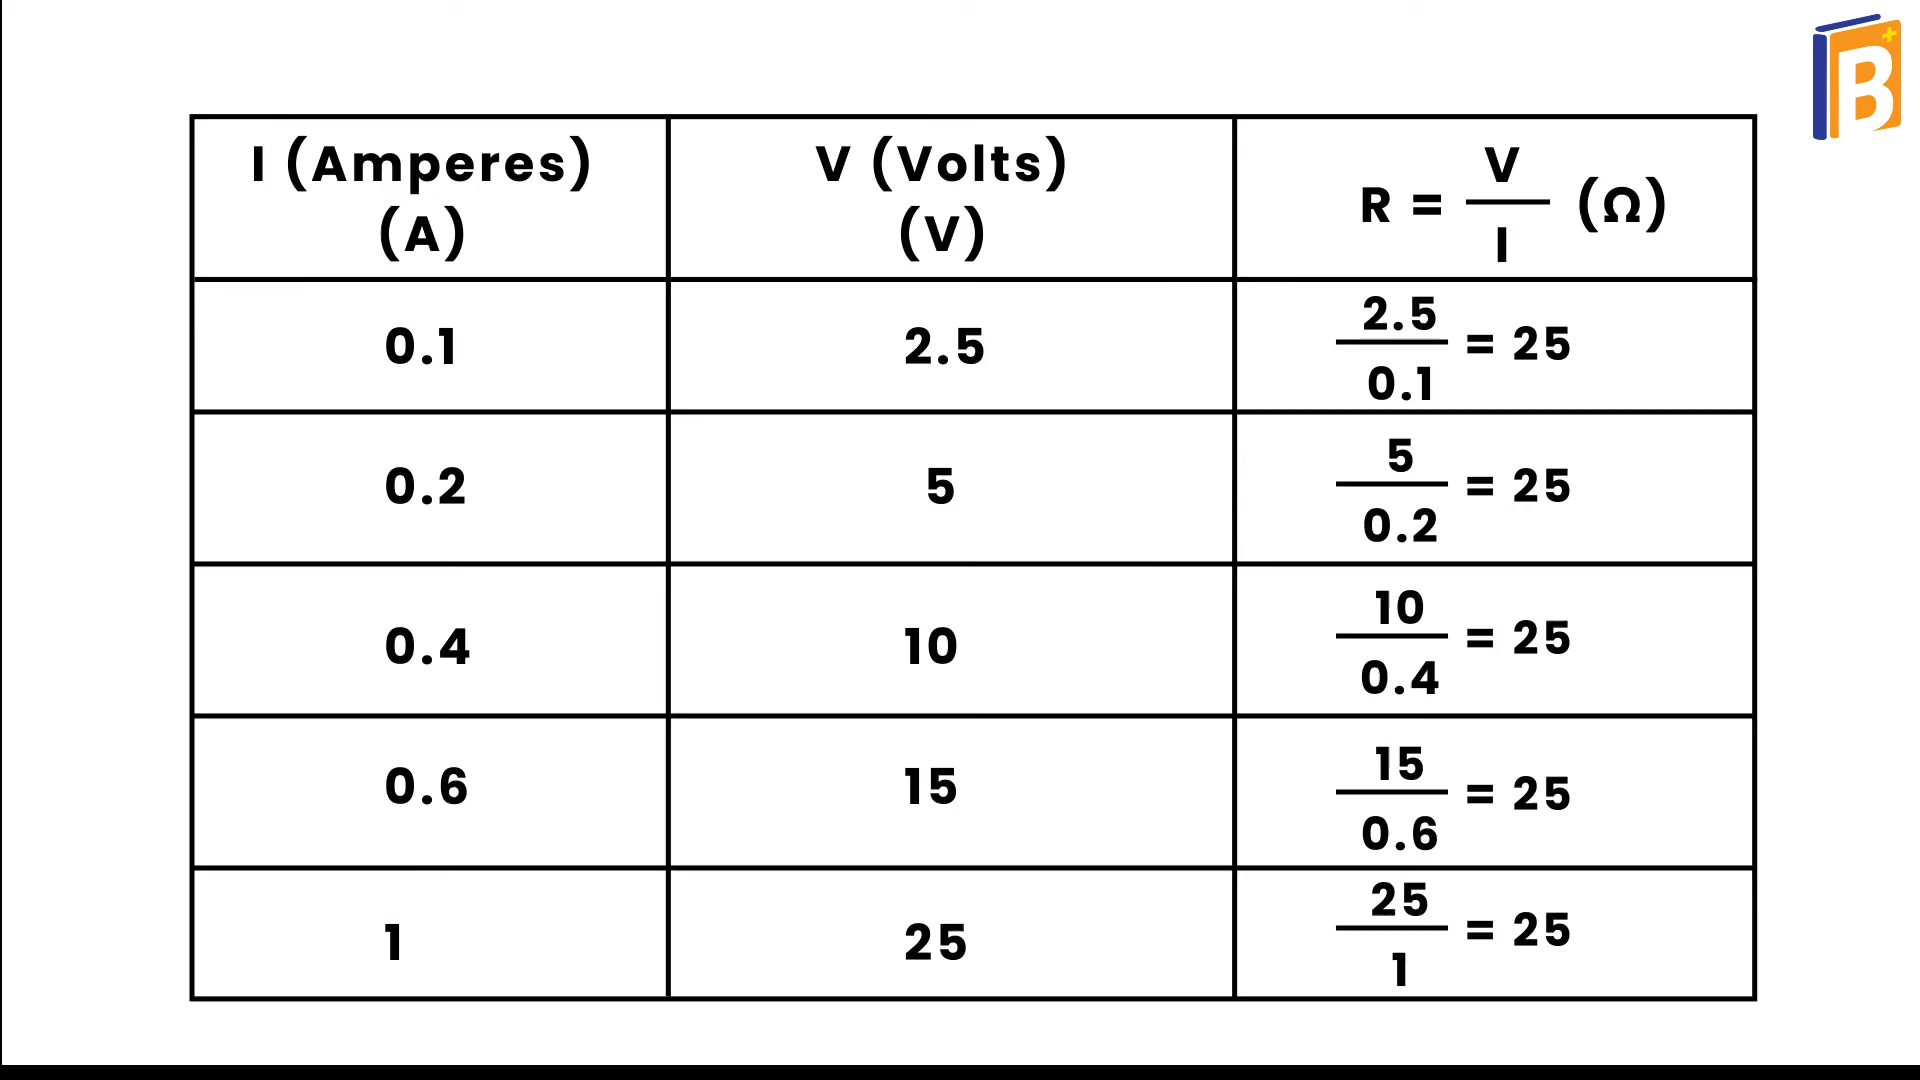 I (Amperes) V (Volts) R = V/I (Ω)
(A) (V)
0.1 2.5 2.5/0.1 = 25
0.2 5 5/0.2 = 25
0.4 10 10/0.4 = 25
0.6 15 15/0.6 = 25
1 25 25/1 = 25
B+